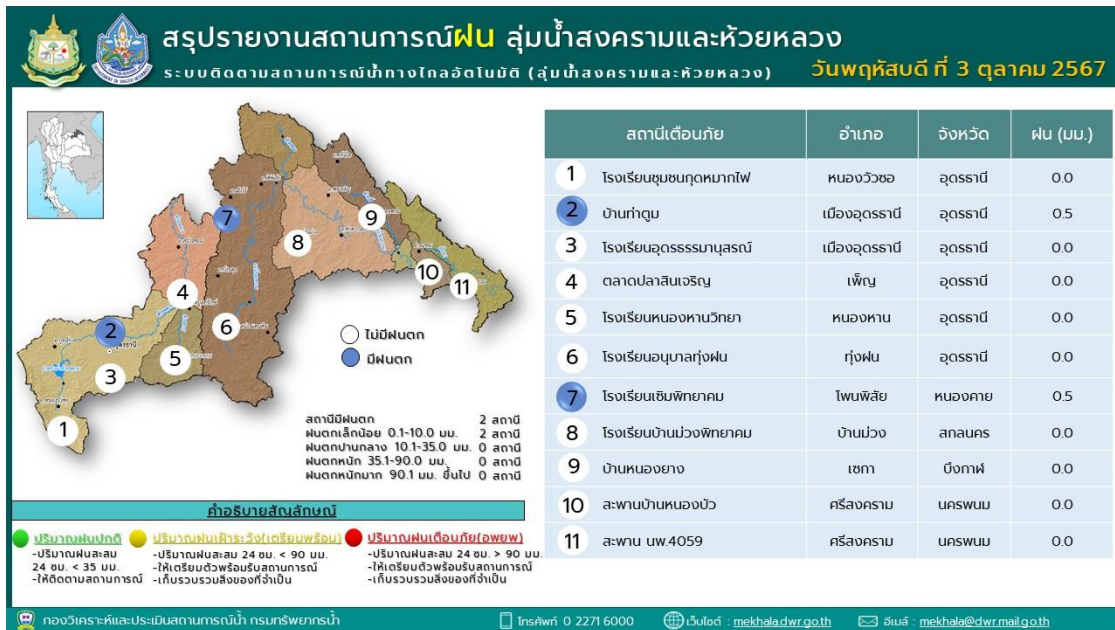 สรุปรายงานสถานการณ์ฝน ลุ่มน้ำสงครามและห้วยหลวง
ระบบติดตามสถานการณ์น้ำทางไกลอัตโนมัติ (ลุ่มน้ำสงครามและห้วยหลวง)
วันพฤหัสบดี ที่ 3 ตุลาคม 2567
7
9
8
10
11
4
2
6
3
5
1
ไม่มีฝนตก
มีฝนตก
สถานีมีฝนตก 2 สถานี
ฝนตกเล็กน้อย 0.1-10.0 มม. 2 สถานี
ฝนตกปานกลาง 10.1-35.0 มม. 0 สถานี
ฝนตกหนัก 35.1-90.0 มม. 0 สถานี
ฝนตกหนักมาก 90.1 มม. ขึ้นไป 0 สถานี
คำอธิบายสัญลักษณ์
ปริมาณฝนปกติ
-ปริมาณฝนสะสม
24 ชม. < 35 มม.
-ให้ติดตามสถานการณ์
ปริมาณฝนเฝ้าระวัง(เตรียมพร้อม)
-ปริมาณฝนสะสม 24 ชม. < 90 มม.
-ให้เตรียมตัวพร้อมรับสถานการณ์
-เก็บรวบรวมสิ่งของที่จำเป็น
ปริมาณฝนเตือนภัย(อพยพ)
-ปริมาณฝนสะสม 24 ชม. > 90 มม.
-ให้เตรียมตัวพร้อมรับสถานการณ์
-เก็บรวบรวมสิ่งของที่จำเป็น
สถานีเตือนภัย อำเภอ จังหวัด ฝน (มม.)
1 โรงเรียนชุมชนกุดหมากไฟ หนองวัวซอ อุดรธานี 0.0
2 บ้านท่าตูม เมืองอุดรธานี อุดรธานี 0.5
3 โรงเรียนอุดรธรรมานุสรณ์ เมืองอุดรธานี อุดรธานี 0.0
4 ตลาดปลาสินเจริญ เพ็ญ อุดรธานี 0.0
5 โรงเรียนหนองหานวิทยา หนองหาน อุดรธานี 0.0
6 โรงเรียนอนุบาลทุ่งฝน ทุ่งฝน อุดรธานี 0.0
7 โรงเรียนเซิมพิทยาคม โพนพิสัย หนองคาย 0.5
8 โรงเรียนบ้านม่วงพิทยาคม บ้านม่วง สกลนคร 0.0
9 บ้านหนองยาง เซกา บึงกาฬ 0.0
10 สะพานบ้านหนองบัว ศรีสงคราม นครพนม 0.0
11 สะพาน นพ.4059 ศรีสงคราม นครพนม 0.0
กองวิเคราะห์และประเมินสถานการณ์น้ำ กรมทรัพยากรน้ำ
โทรศัพท์ 0 2271 6000
เว็บไซต์ : mekhala.dwr.go.th
อีเมล์ : mekhala@dwr.mail.go.th